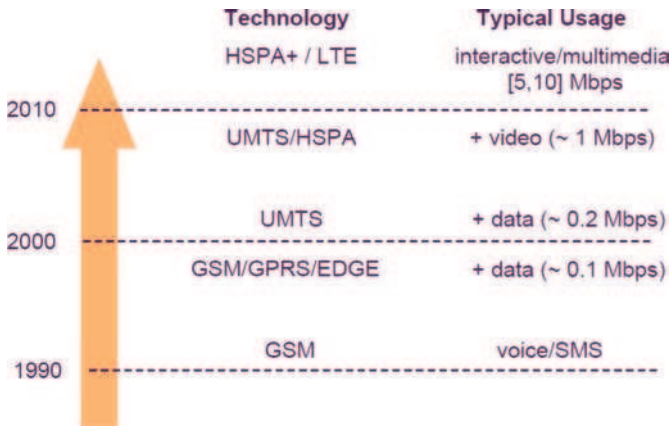 Technology Typical Usage
HSPA+ / LTE interactive/multimedia
[5,10] Mbps
2010
UMTS/HSPA + video (~ 1 Mbps)
UMTS + data (~ 0.2 Mbps)
2000
GSM/GPRS/EDGE + data (~ 0.1 Mbps)
GSM voice/SMS
1990